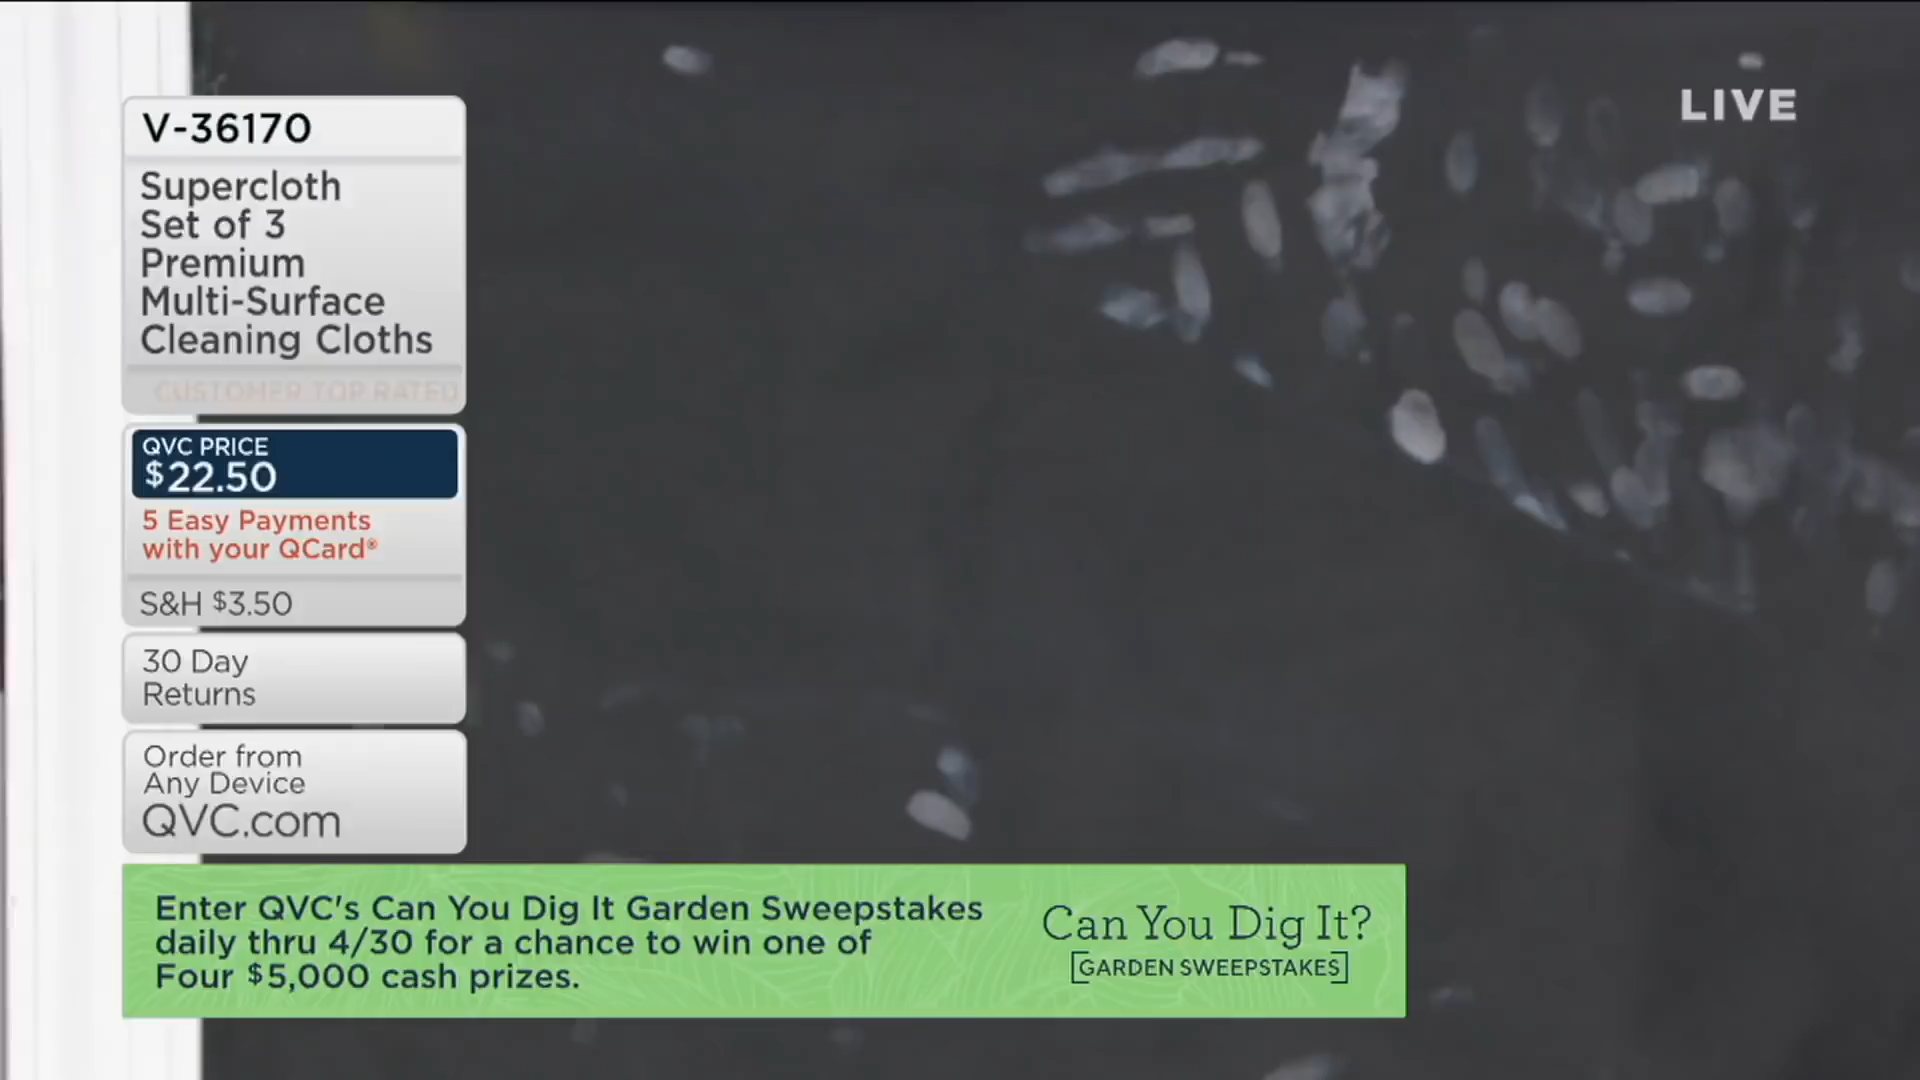 V-36170
Supercloth
Set of 3
Premium
Multi-Surface
Cleaning Cloths
CUSTOMER TOP RATED
QVC PRICE
$22.50
5 Easy Payments
with your QCard®
S&H $3.50
30 Day
Returns
Order from
Any Device
QVC.com
LIVE
Enter QVC's Can You Dig It Garden Sweepstakes
daily thru 4/30 for a chance to win one of
Four $5,000 cash prizes.
Can You Dig It?
[GARDEN SWEEPSTAKES]